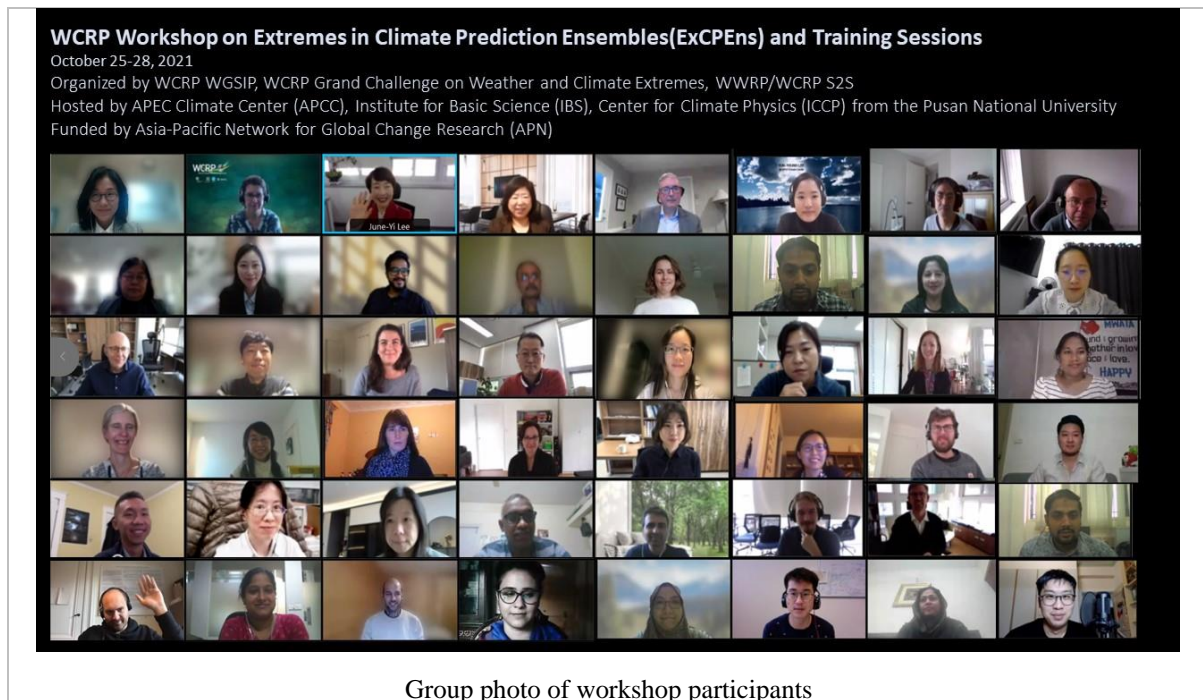 WCRP Workshop on Extremes in Climate Prediction Ensembles(ExCPEns) and Training Sessions
October 25-28, 2021
Organized by WCRP WGSIP, WCRP Grand Challenge on Weather and Climate Extremes, WWRP/WCRP S2S
Hosted by APEC Climate Center (APCC), Institute for Basic Science (IBS), Center for Climate Physics (ICCP) from the Pusan National University
Funded by Asia-Pacific Network for Global Change Research (APN)
WCRP
June-Yi Lee
MWAIA
HAPPY
Group photo of workshop participants